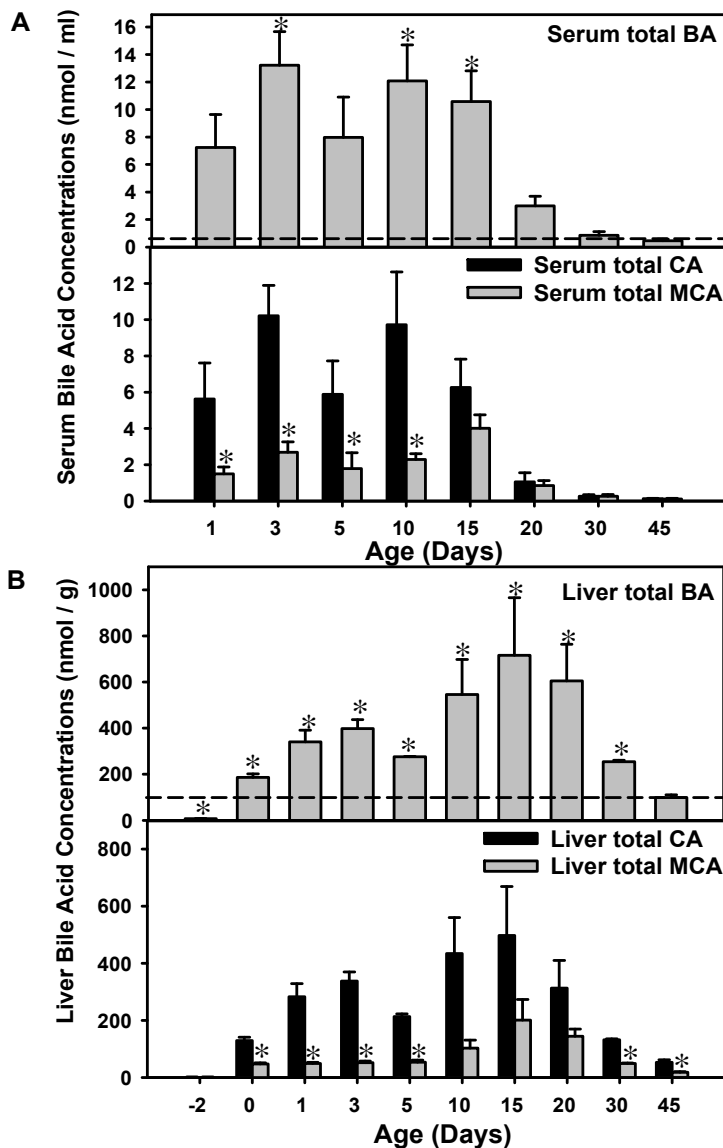 A
Serum total BA
16
14
12
10
8
6
4
2
0
* * *
Serum Bile Acid Concentrations (nmol / ml)
Serum total CA
Serum total MCA
12
10
8
6
4
2
0
* * * *
1 3 5 10 15 20 30 45
Age (Days)
B
Liver total BA
1000
800
600
400
200
0
* * * * * * * * *
Liver Bile Acid Concentrations (nmol / g)
Liver total CA
Liver total MCA
800
600
400
200
0
* * * * * *
-2 0 1 3 5 10 15 20 30 45
Age (Days)